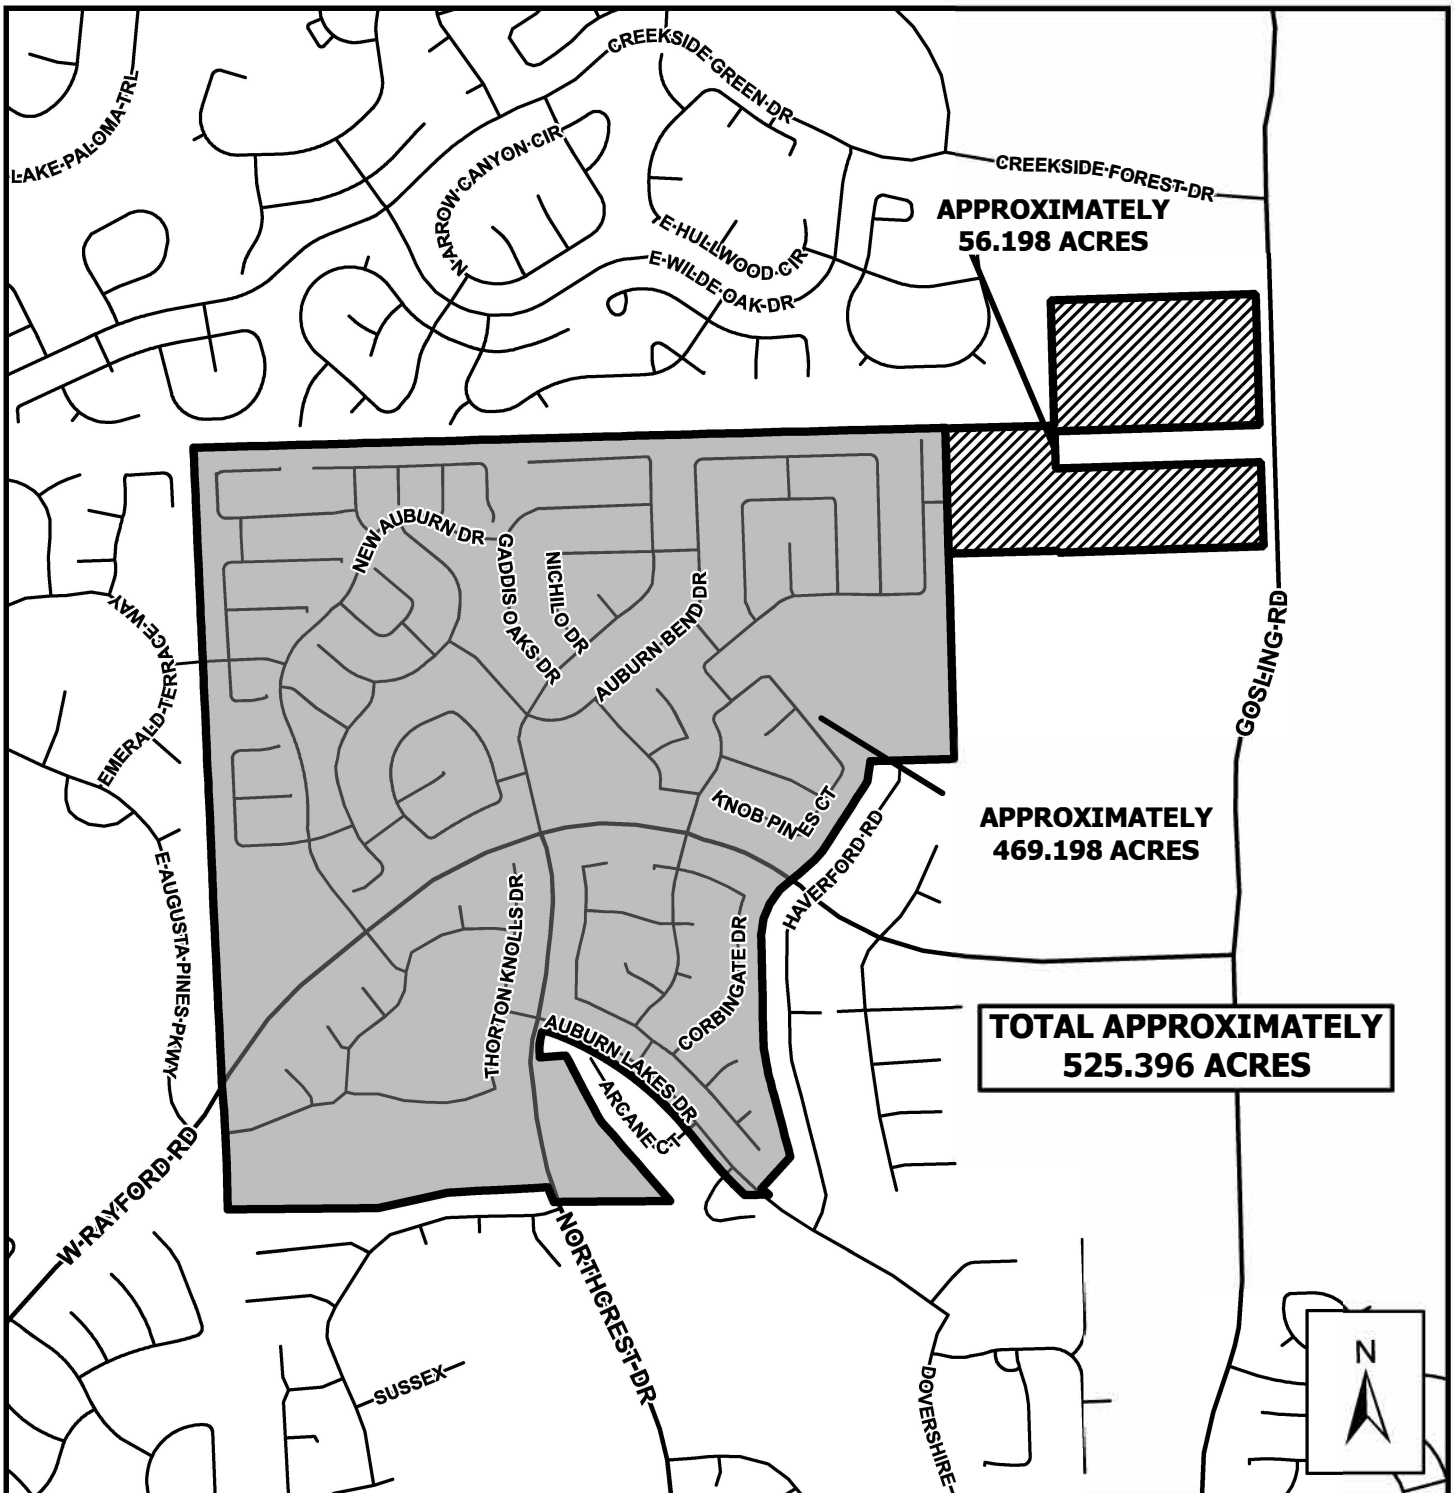 CREEKSIDE GREEN DR
LAKE PALOMA TRL
N ARROW CANYON CIR
CREEKSIDE FOREST DR
APPROXIMATELY
56.198 ACRES
E HULLWOOD CIR
E WILDE OAK DR
NEW AUBURN DR
GADDIS OAKS DR
NICHILO DR
AUBURN BEND DR
EMERALD TERRACE WAY
GOSLING RD
KNOB PINES CT
APPROXIMATELY
469.198 ACRES
HAVERFORD RD
E AUGUSTA PINES PKWY
THORTON KNOLLS DR
CORBINGATE DR
AUBURN LAKES DR
ARCANE CT
TOTAL APPROXIMATELY
525.396 ACRES
W RAYFORD RD
NORTHCREST DR
SUSSEX
DOVERSHIRE
N